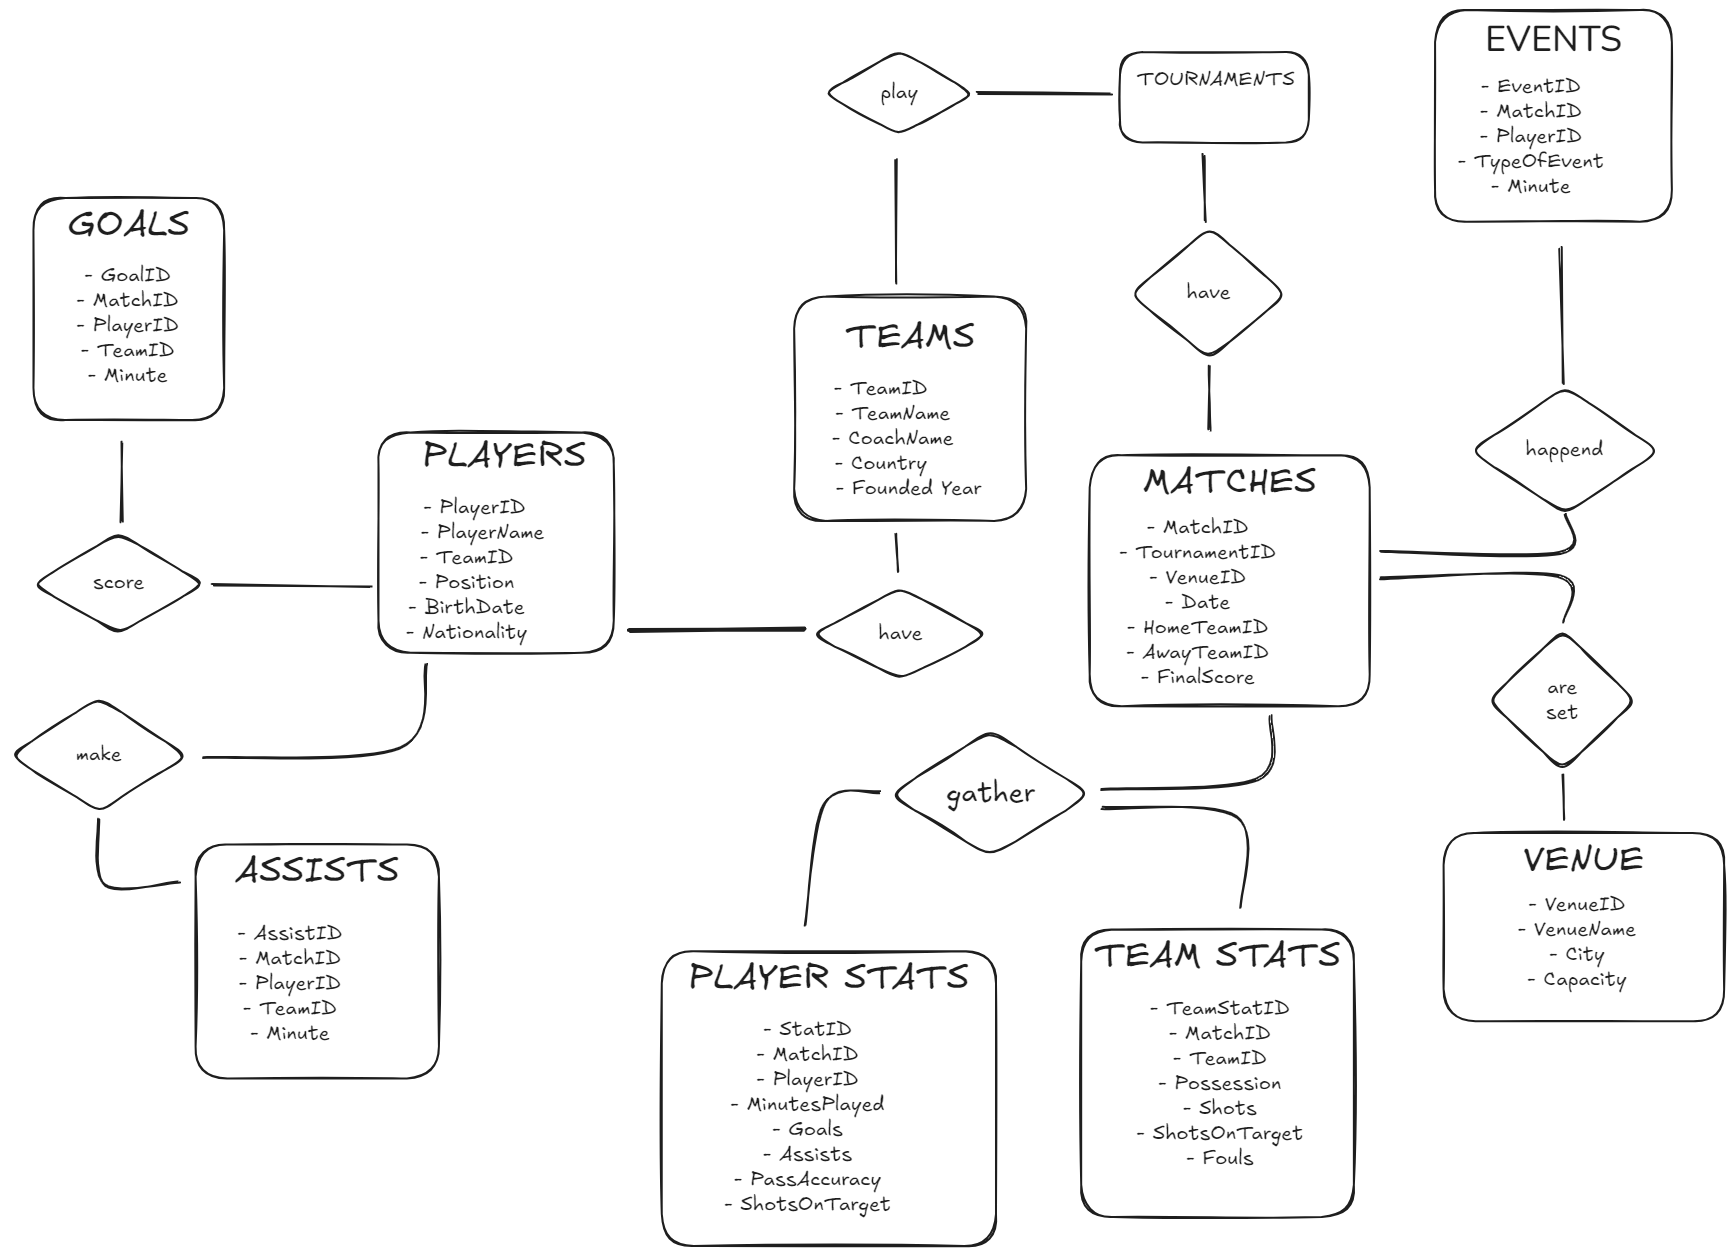 EVENTS
- EventID
- MatchID
- PlayerID
- TypeOfEvent
- Minute
play
TOURNAMENTS
GOALS
- GoalID
- MatchID
- PlayerID
- TeamID
- Minute
have
TEAMS
- TeamID
- TeamName
- CoachName
- Country
- Founded Year
PLAYERS
- PlayerID
- PlayerName
- TeamID
- Position
- BirthDate
- Nationality
happend
MATCHES
- MatchID
- TournamentID
- VenueID
- Date
- HomeTeamID
- AwayTeamID
- FinalScore
score
have
are
set
make
gather
ASSISTS
- AssistID
- MatchID
- PlayerID
- TeamID
- Minute
VENUE
- VenueID
- VenueName
- City
- Capacity
PLAYER STATS
- StatID
- MatchID
- PlayerID
- MinutesPlayed
- Goals
- Assists
- PassAccuracy
- ShotsOnTarget
TEAM STATS
- TeamStatID
- MatchID
- TeamID
- Possession
- Shots
- ShotsOnTarget
- Fouls